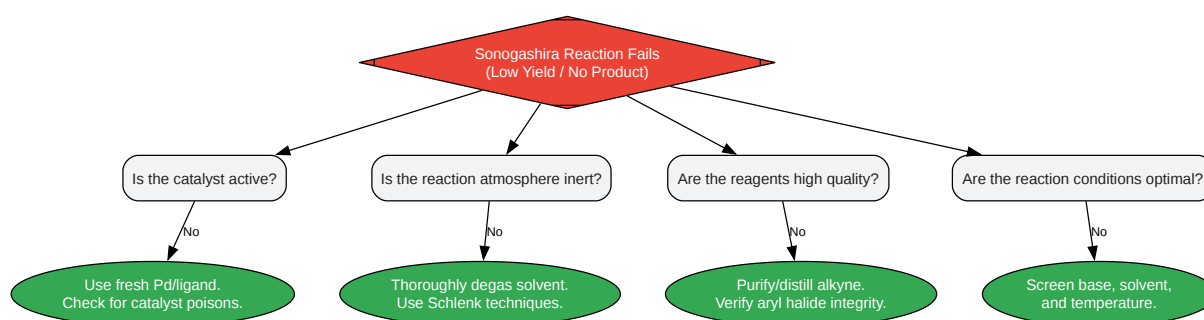 Sonogashira Reaction Fails
(Low Yield / No Product)
Is the catalyst active?
Is the reaction atmosphere inert?
Are the reagents high quality?
Are the reaction conditions optimal?
No
No
No
No
Use fresh Pd/ligand.
Check for catalyst poisons.
Thoroughly degas solvent.
Use Schlenk techniques.
Purify/distill alkyne.
Verify aryl halide integrity.
Screen base, solvent,
and temperature.